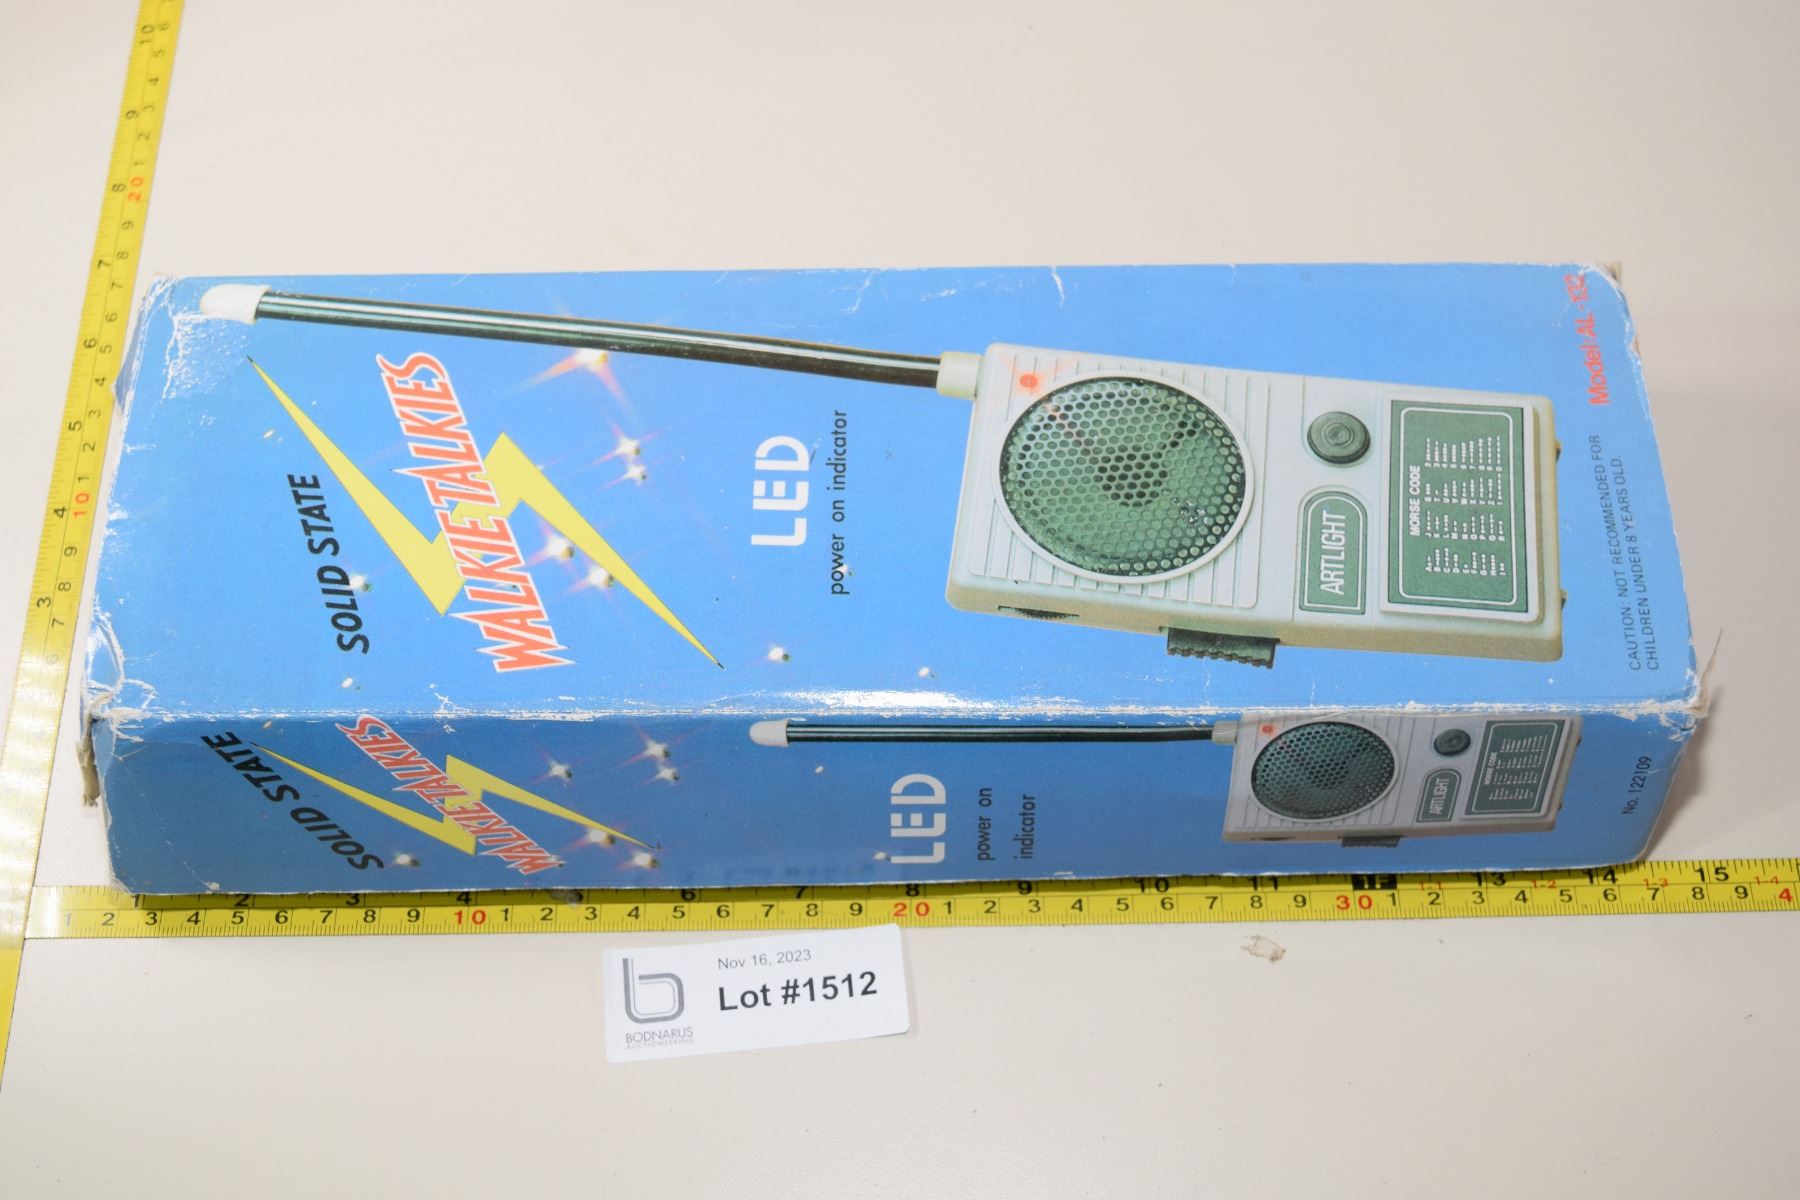 SOLID STATE
WALKIE TALKIES
LED
power on indicator
ARTLIGHT
MORSE CODE
Model:AL-132
CAUTION: NOT RECOMMENDED FOR
CHILDREN UNDER 8 YEARS OLD.
SOLID STATE
WALKIE TALKIES
LED
power on
indicator
ARTLIGHT
MORSE CODE
No. 122109
Nov 16, 2023
Lot #1512
b
BODNARUS
AUCTIONEERING